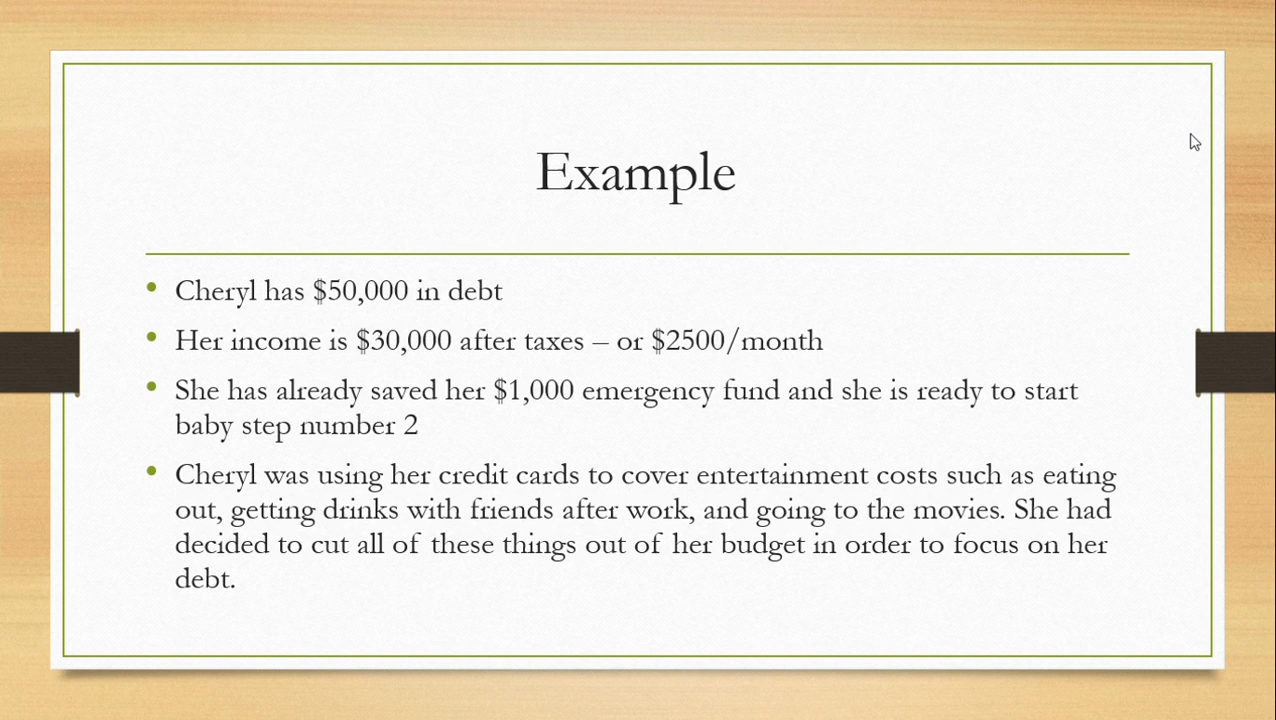 Example
• Cheryl has $50,000 in debt
• Her income is $30,000 after taxes – or $2500/month
• She has already saved her $1,000 emergency fund and she is ready to start
baby step number 2
• Cheryl was using her credit cards to cover entertainment costs such as eating
out, getting drinks with friends after work, and going to the movies. She had
decided to cut all of these things out of her budget in order to focus on her
debt.